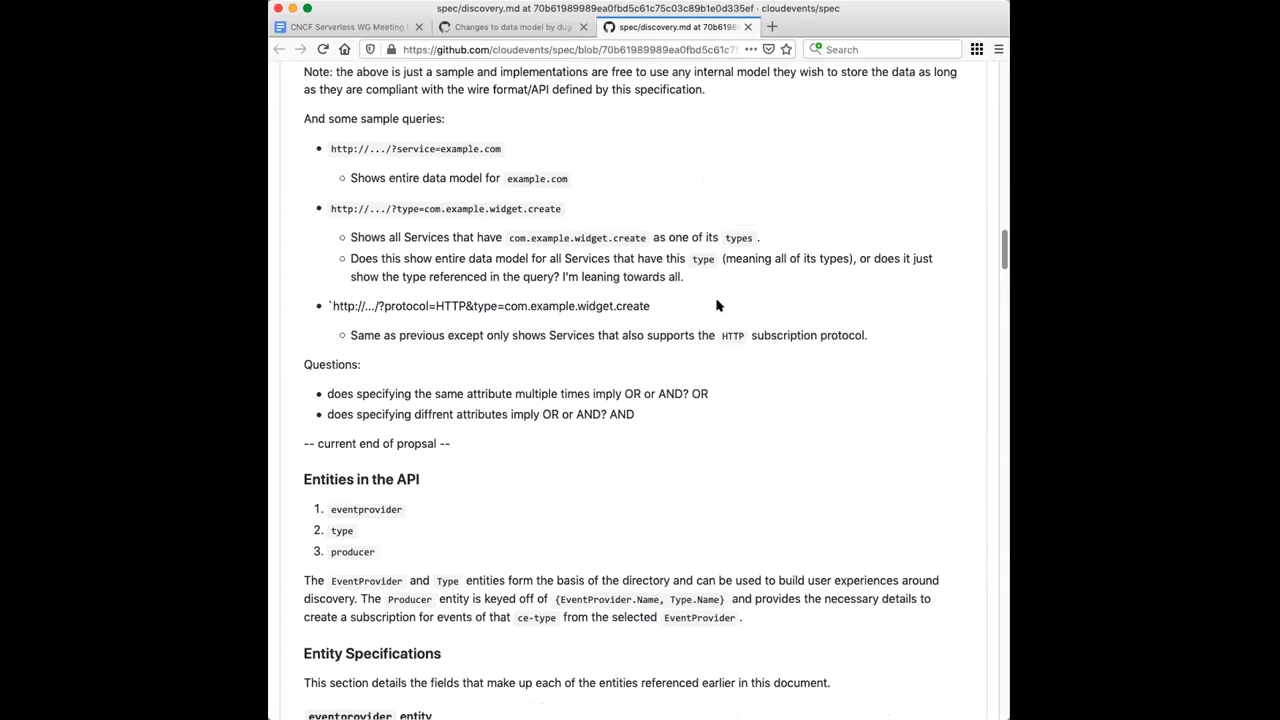 spec/discovery.md at 70b61989989ea0fbd5c61c75c03c89b1e0d335ef · cloudevents/spec
CNCF Serverless WG Meeting
Changes to data model by dug
spec/discovery.md at 70b61989
https://github.com/cloudevents/spec/blob/70b61989989ea0fbd5c61c75
Search
Note: the above is just a sample and implementations are free to use any internal model they wish to store the data as long
as they are compliant with the wire format/API defined by this specification.
And some sample queries:
http://.../?service=example.com
Shows entire data model for example.com
http://.../?type=com.example.widget.create
Shows all Services that have com.example.widget.create as one of its types .
Does this show entire data model for all Services that have this type (meaning all of its types), or does it just
show the type referenced in the query? I'm leaning towards all.
`http://.../?protocol=HTTP&type=com.example.widget.create
Same as previous except only shows Services that also supports the HTTP subscription protocol.
Questions:
does specifying the same attribute multiple times imply OR or AND? OR
does specifying diffrent attributes imply OR or AND? AND
-- current end of propsal --
Entities in the API
1. eventprovider
2. type
3. producer
The EventProvider and Type entities form the basis of the directory and can be used to build user experiences around
discovery. The Producer entity is keyed off of {EventProvider.Name, Type.Name} and provides the necessary details to
create a subscription for events of that ce-type from the selected EventProvider .
Entity Specifications
This section details the fields that make up each of the entities referenced earlier in this document.
eventprovider entity